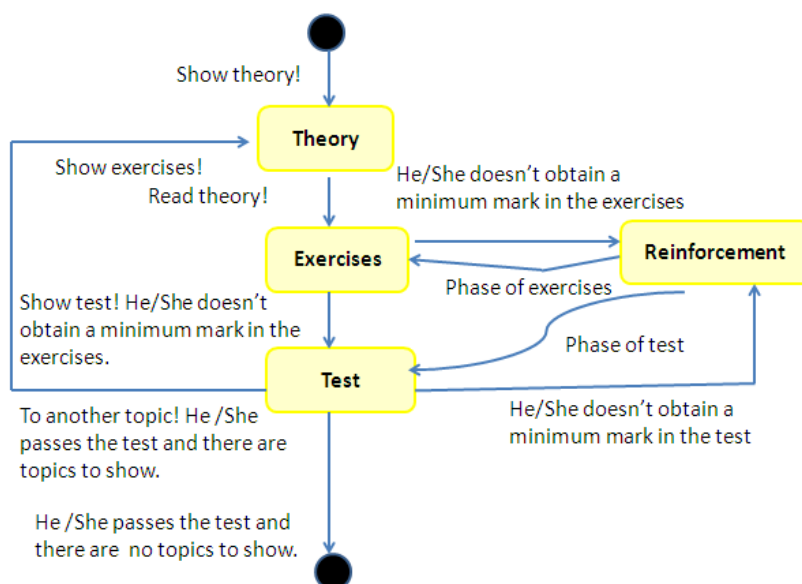 Show theory!
Theory
Show exercises!
Read theory!
He/She doesn't obtain a
minimum mark in the exercises
Exercises
Reinforcement
Phase of exercises
Show test! He/She doesn't
obtain a minimum mark in the
exercises.
Phase of test
Test
To another topic! He /She
passes the test and there are
topics to show.
He/She doesn't obtain a
minimum mark in the test
He /She passes the test and
there are  no topics to show.